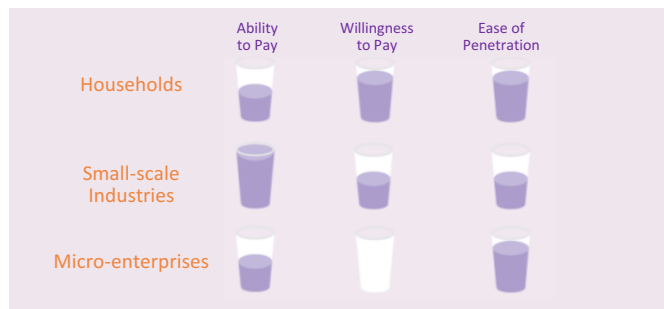 Ability
to Pay
Willingness
to Pay
Ease of
Penetration
Households
Small-scale
Industries
Micro-enterprises